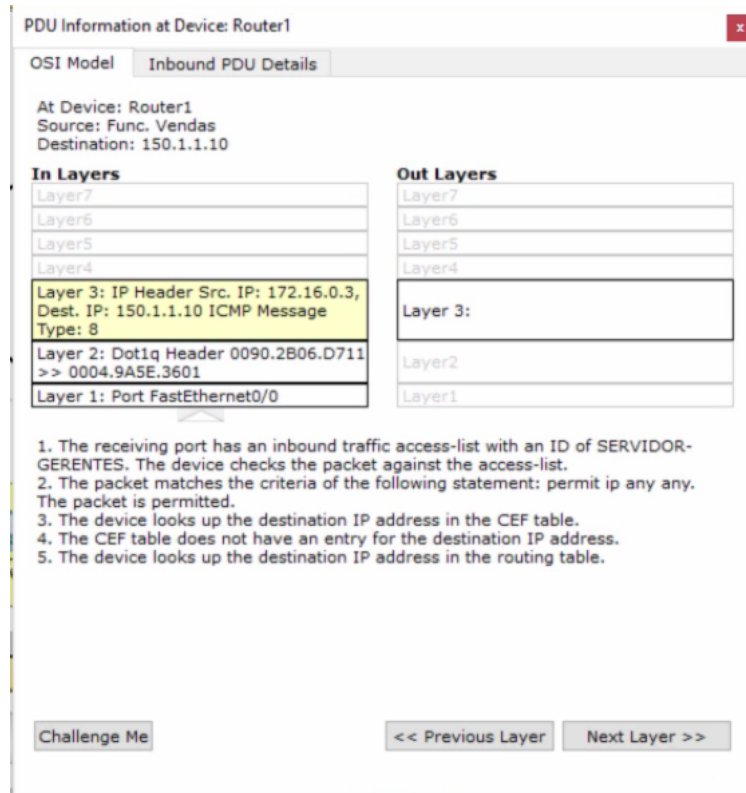 PDU Information at Device: Router1
x
OSI Model
Inbound PDU Details
At Device: Router1
Source: Func. Vendas
Destination: 150.1.1.10
In Layers
Layer7
Layer6
Layer5
Layer4
Layer 3: IP Header Src. IP: 172.16.0.3,
Dest. IP: 150.1.1.10 ICMP Message
Type: 8
Layer 2: Dot1q Header 0090.2B06.D711
>> 0004.9A5E.3601
Layer 1: Port FastEthernet0/0
Out Layers
Layer7
Layer6
Layer5
Layer4
Layer 3:
Layer2
Layer1
1. The receiving port has an inbound traffic access-list with an ID of SERVIDOR-
GERENTES. The device checks the packet against the access-list.
2. The packet matches the criteria of the following statement: permit ip any any.
The packet is permitted.
3. The device looks up the destination IP address in the CEF table.
4. The CEF table does not have an entry for the destination IP address.
5. The device looks up the destination IP address in the routing table.
Challenge Me
<< Previous Layer
Next Layer >>